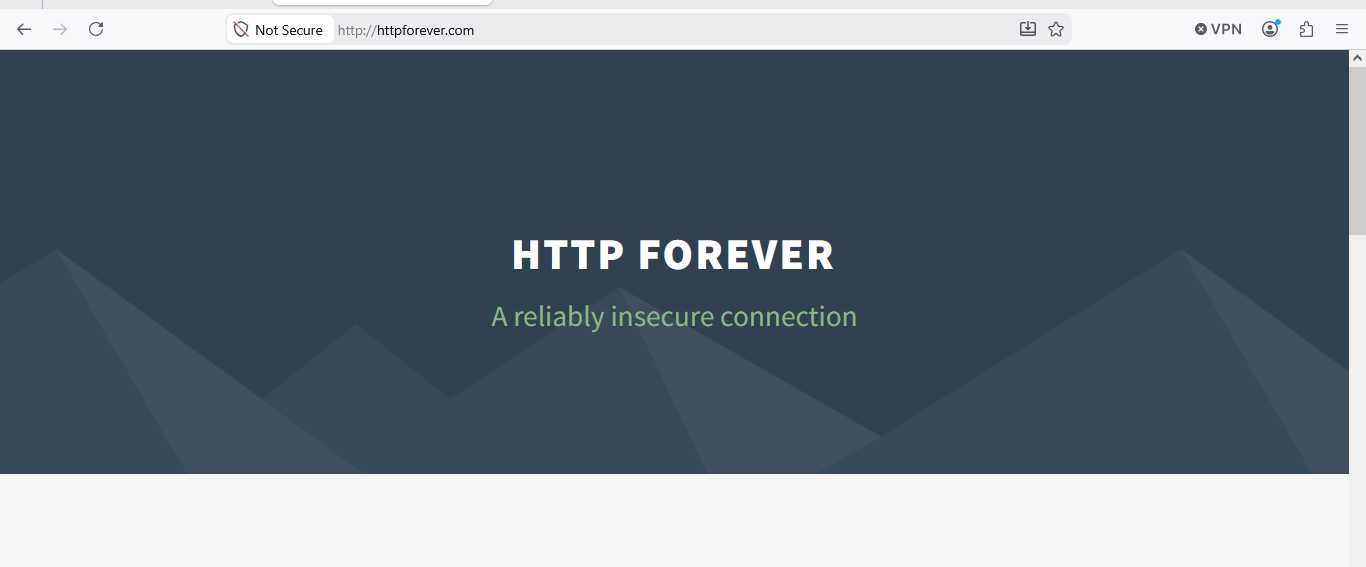 Not Secure http://httpforever.com VPN
HTTP FOREVER
A reliably insecure connection